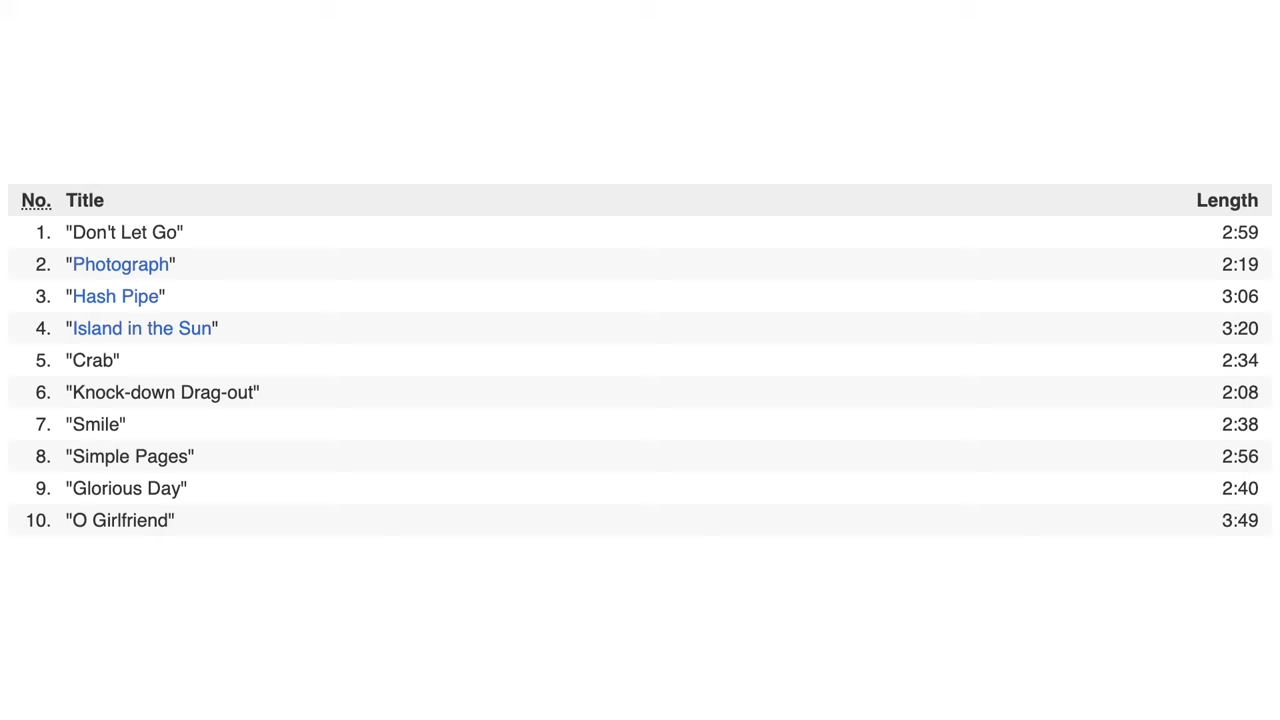 No. Title Length
1. "Don't Let Go" 2:59
2. "Photograph" 2:19
3. "Hash Pipe" 3:06
4. "Island in the Sun" 3:20
5. "Crab" 2:34
6. "Knock-down Drag-out" 2:08
7. "Smile" 2:38
8. "Simple Pages" 2:56
9. "Glorious Day" 2:40
10. "O Girlfriend" 3:49